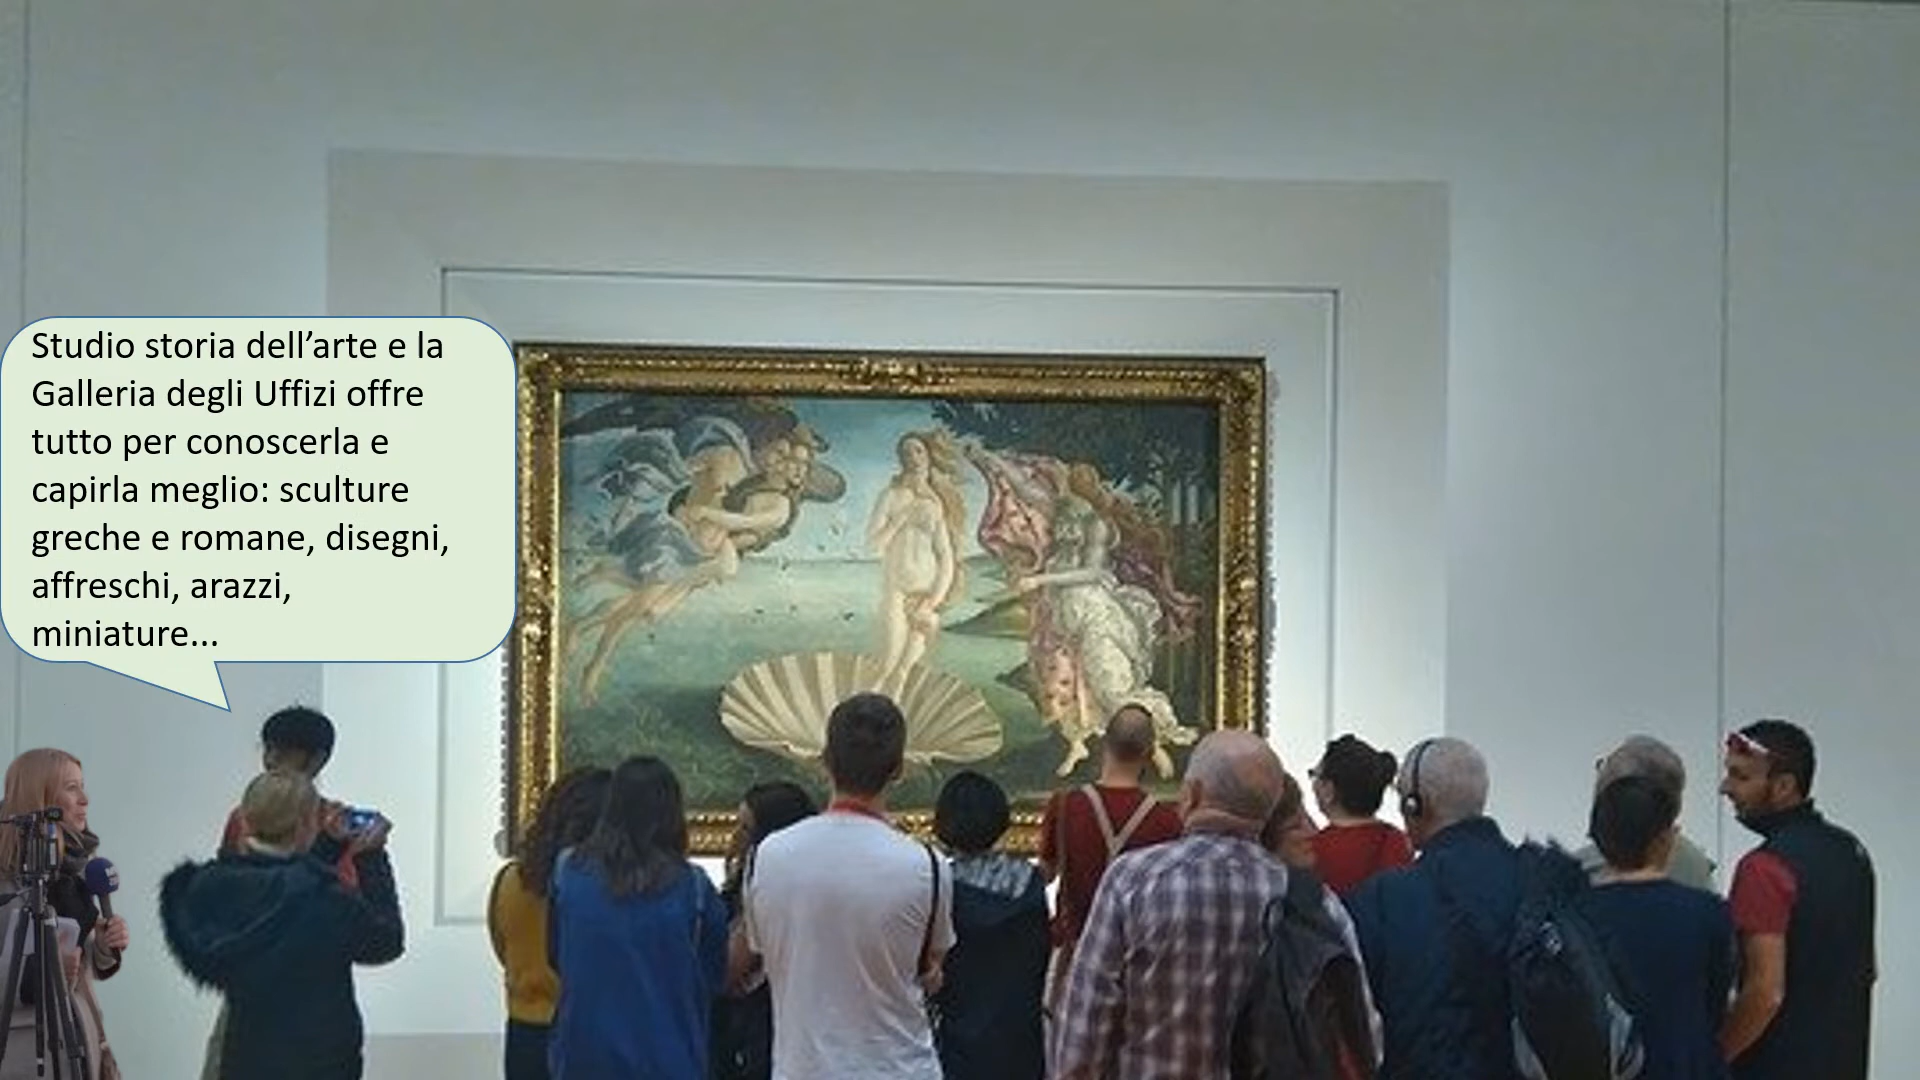 Studio storia dell’arte e la
Galleria degli Uffizi offre
tutto per conoscerla e
capirla meglio: sculture
greche e romane, disegni,
affreschi, arazzi,
miniature...